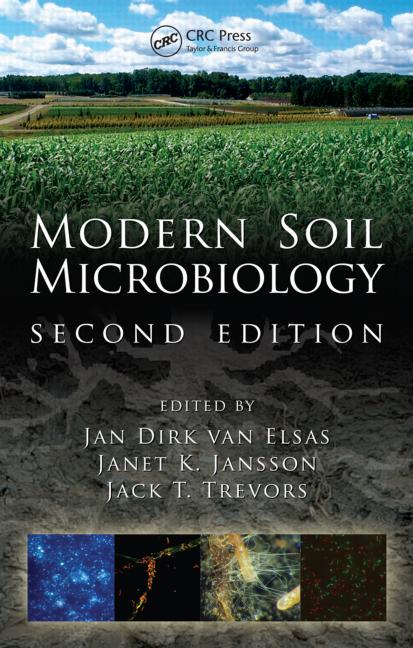 CRC
CRC Press
Taylor & Francis Group
MODERN SOIL
MICROBIOLOGY
SECOND EDITION
EDITED BY
JAN DIRK VAN ELSAS
JANET K. JANSSON
JACK T. TREVORS